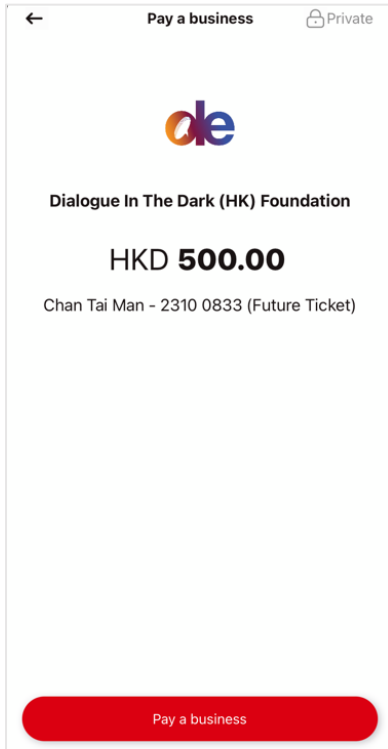 Pay a business
Private
de
Dialogue In The Dark (HK) Foundation
HKD 500.00
Chan Tai Man - 2310 0833 (Future Ticket)
Pay a business